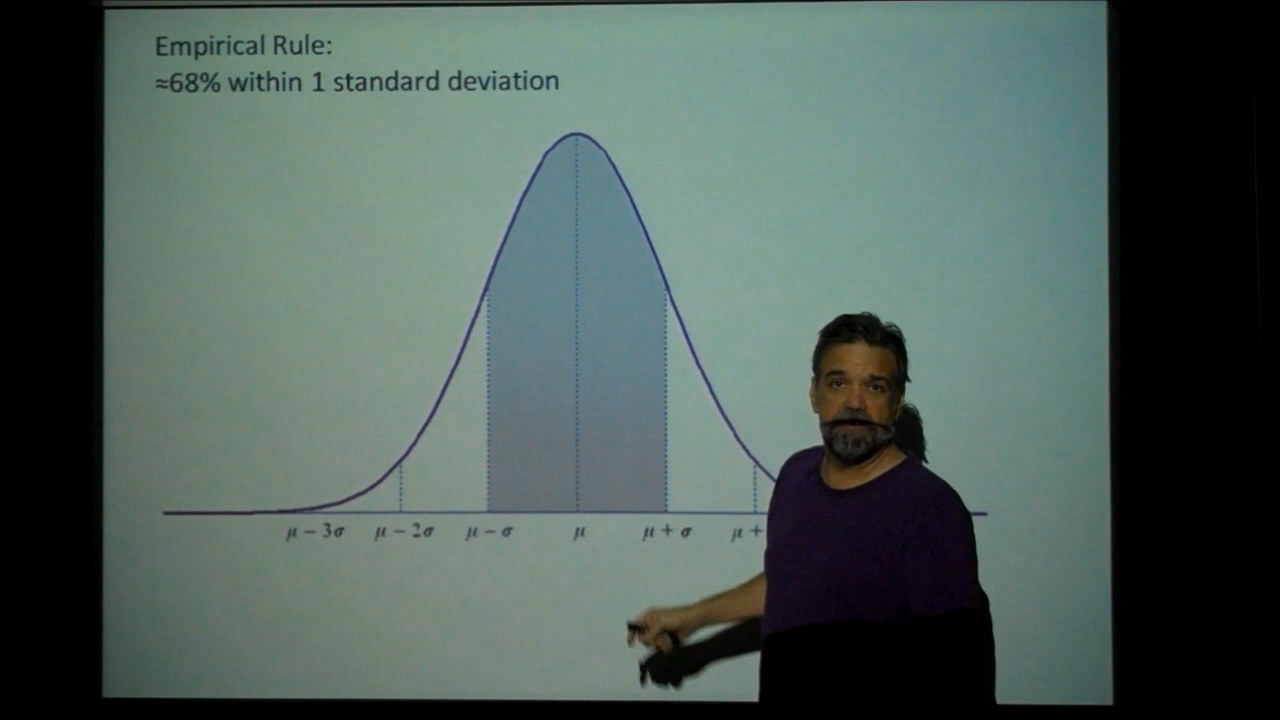 Empirical Rule:
≈68% within 1 standard deviation
μ − 3σ μ − 2σ μ − σ μ μ + σ μ +